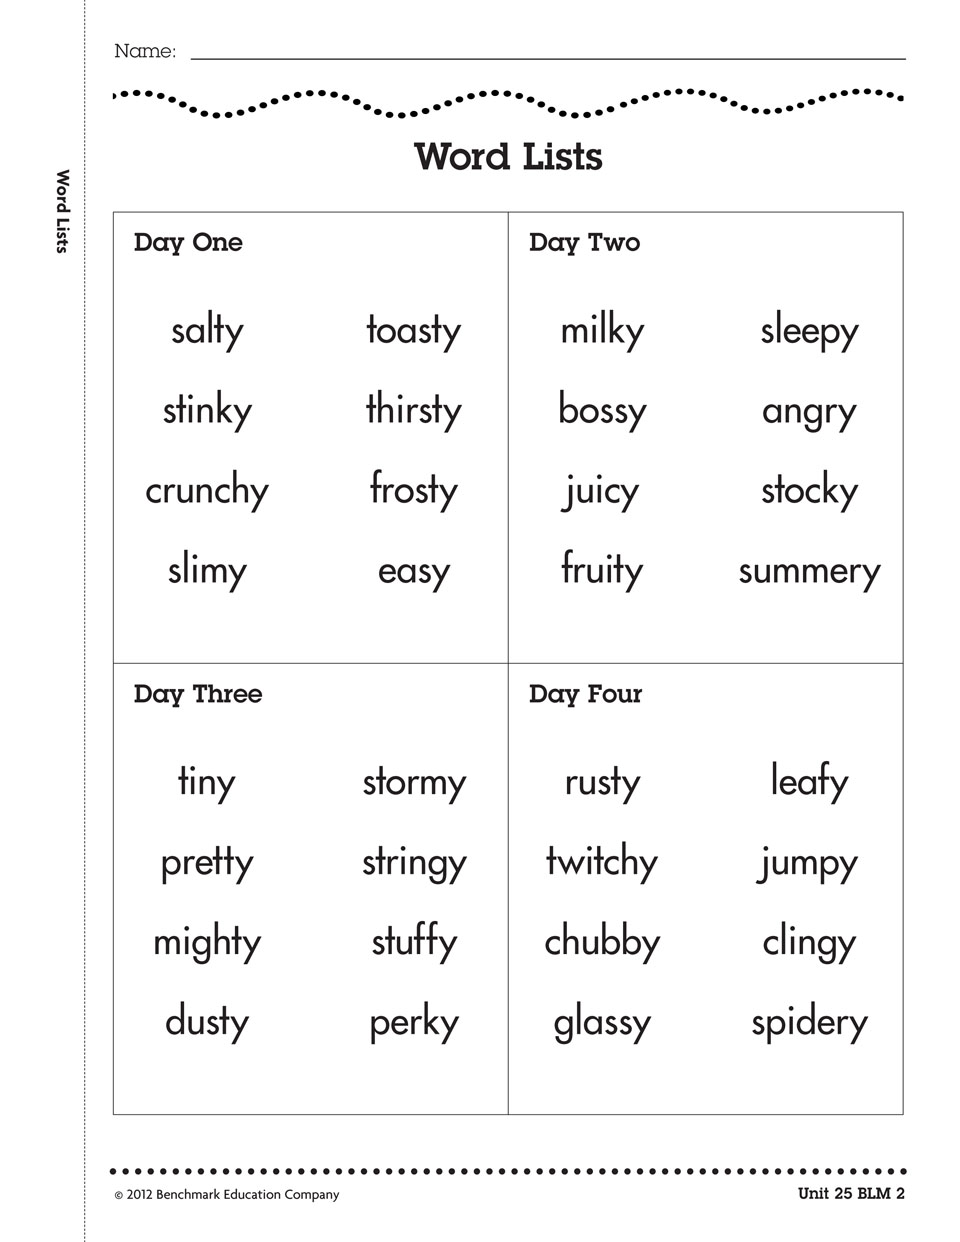 Name:
Word Lists
Word Lists
Day One
salty toasty
stinky thirsty
crunchy frosty
slimy easy
Day Two
milky sleepy
bossy angry
juicy stocky
fruity summery
Day Three
tiny stormy
pretty stringy
mighty stuffy
dusty perky
Day Four
rusty leafy
twitchy jumpy
chubby clingy
glassy spidery
© 2012 Benchmark Education Company
Unit 25 BLM 2